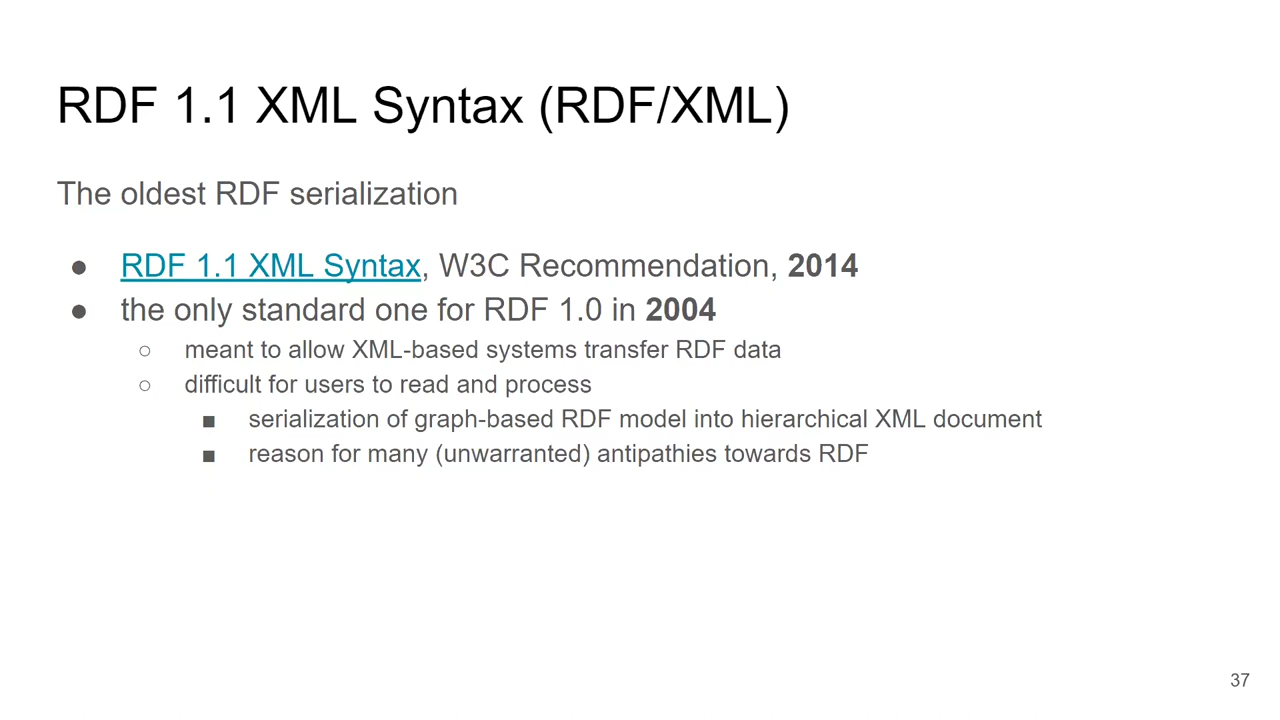 RDF 1.1 XML Syntax (RDF/XML)
The oldest RDF serialization
● RDF 1.1 XML Syntax, W3C Recommendation, 2014
● the only standard one for RDF 1.0 in 2004
○ meant to allow XML-based systems transfer RDF data
○ difficult for users to read and process
■ serialization of graph-based RDF model into hierarchical XML document
■ reason for many (unwarranted) antipathies towards RDF
37